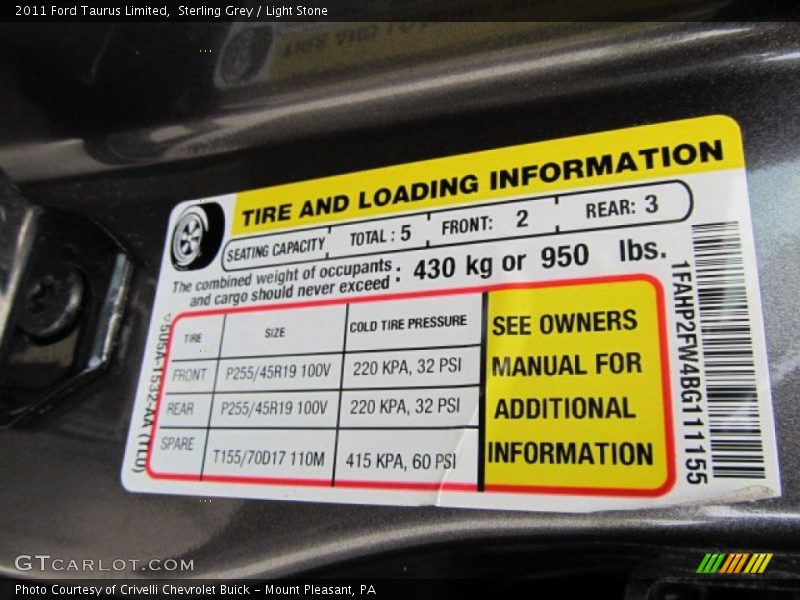 2011 Ford Taurus Limited,  Sterling Grey / Light Stone
TIRE AND LOADING INFORMATION
SEATING CAPACITY TOTAL : 5 FRONT: 2 REAR: 3
The combined weight of occupants
and cargo should never exceed : 430 kg or 950 lbs.
TIRE SIZE COLD TIRE PRESSURE
FRONT P255/45R19 100V 220 KPA, 32 PSI
REAR P255/45R19 100V 220 KPA, 32 PSI
SPARE T155/70D17 110M 415 KPA, 60 PSI
SEE OWNERS
MANUAL FOR
ADDITIONAL
INFORMATION
1FAHP2FW4BG111155
GTCARLOT.COM
Photo Courtesy of Crivelli Chevrolet Buick – Mount Pleasant, PA